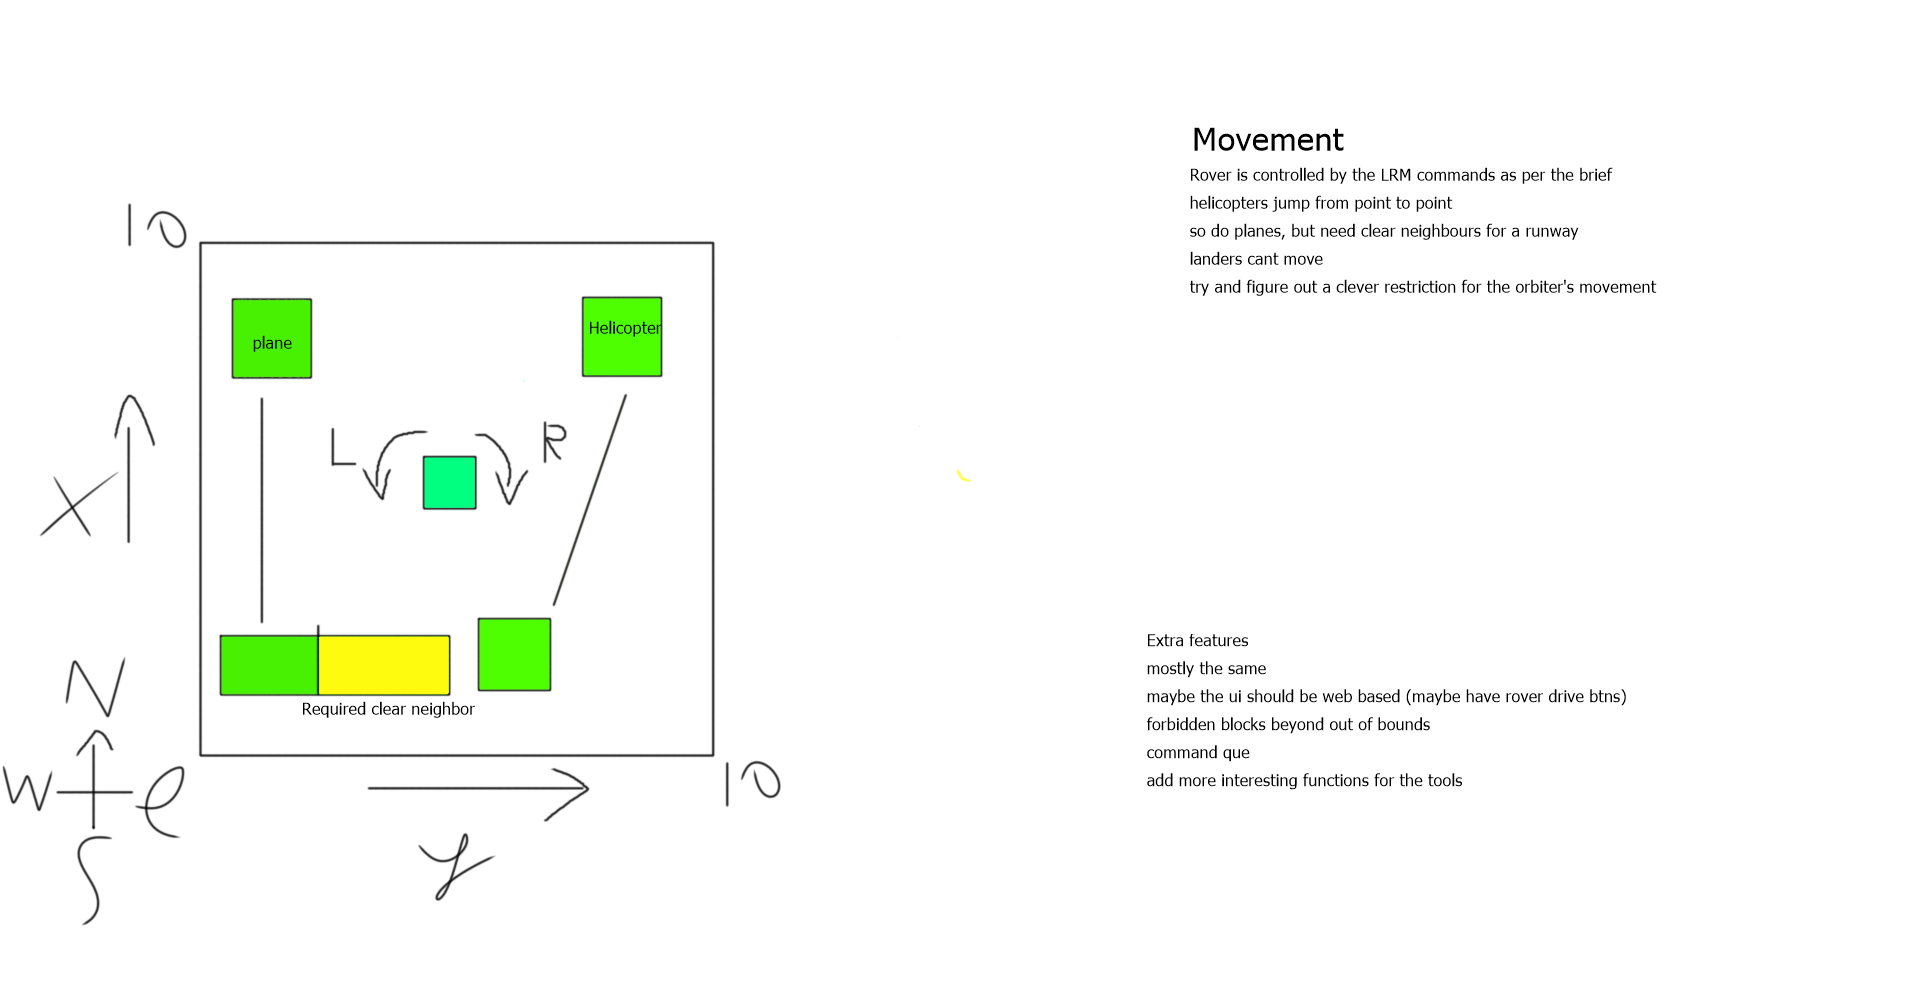 Movement
Rover is controlled by the LRM commands as per the brief
helicopters jump from point to point
so do planes, but need clear neighbours for a runway
landers cant move
try and figure out a clever restriction for the orbiter's movement
10
plane
Helicopter
L
R
X
Required clear neighbor
N
W
e
S
10
y
Extra features
mostly the same
maybe the ui should be web based (maybe have rover drive btns)
forbidden blocks beyond out of bounds
command que
add more interesting functions for the tools